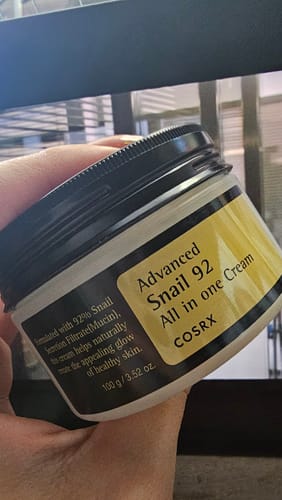 Advanced
Snail 92
All in one Cream
COSRX
Formulated with 92% Snail
Secretion Filtrate(Mucin),
this cream helps naturally
create the appealing glow
of healthy skin.
100 g / 3.52 oz.